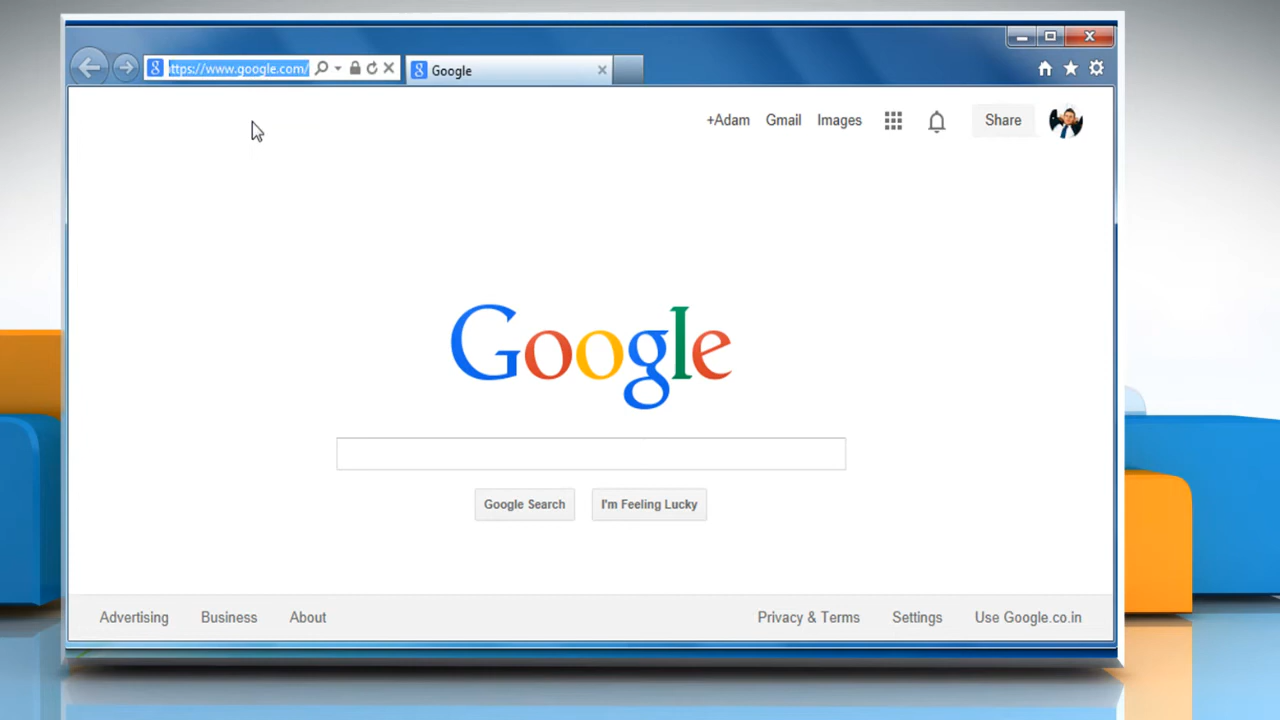 ttps://www.google.com/
Google
+Adam Gmail Images Share
Google
Google Search I'm Feeling Lucky
Advertising Business About Privacy & Terms Settings Use Google.co.in